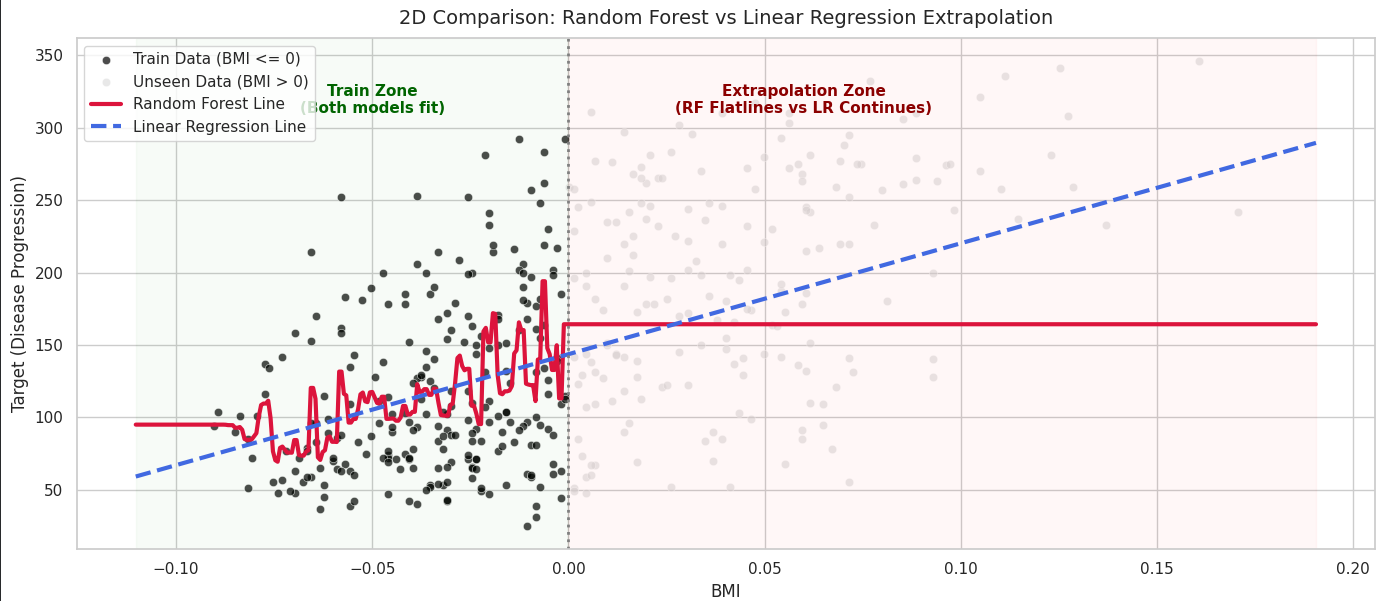 2D Comparison: Random Forest vs Linear Regression Extrapolation
Train Data (BMI <= 0)
Unseen Data (BMI > 0)
Random Forest Line
Linear Regression Line
Train Zone
(Both models fit)
Extrapolation Zone
(RF Flatlines vs LR Continues)
Target (Disease Progression)
350
300
250
200
150
100
50
−0.10
−0.05
0.00
0.05
0.10
0.15
0.20
BMI